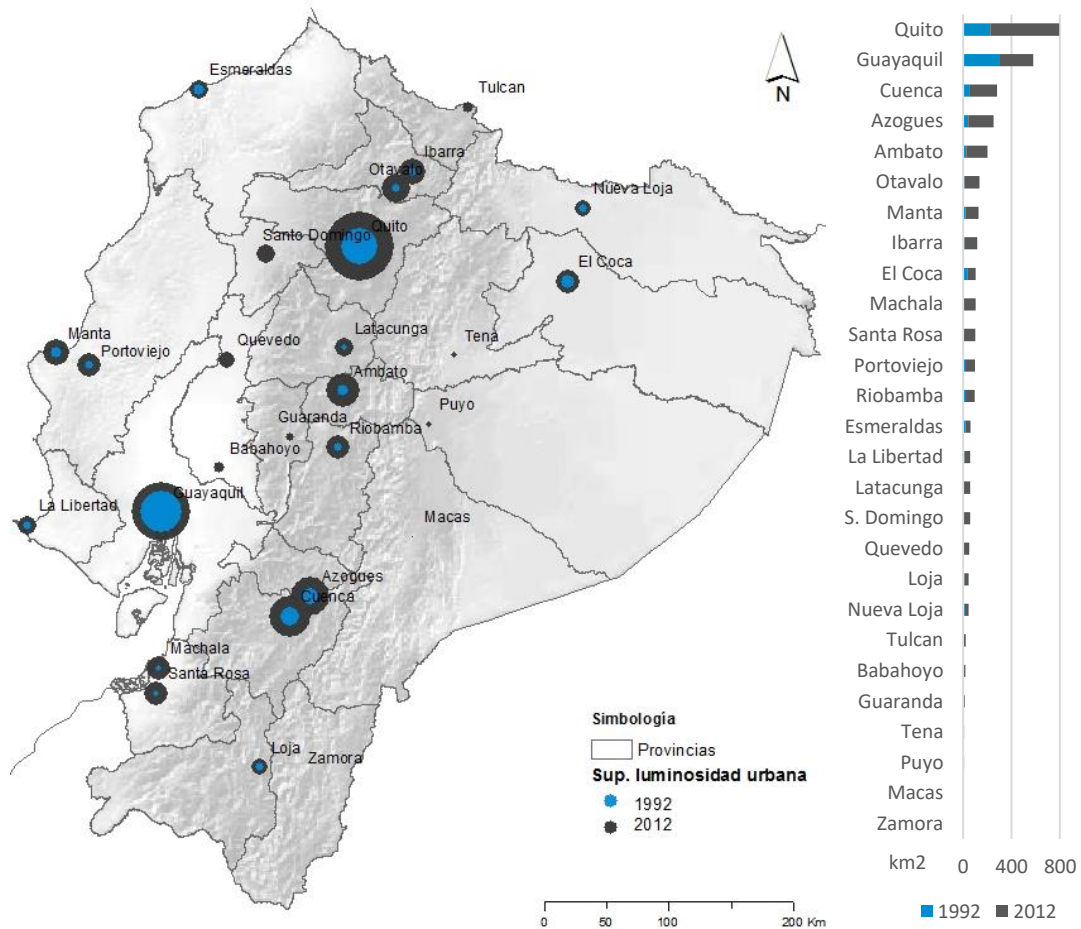 Esmeraldas
Tulcan
N
Ibarra
Otavalo
Nueva Loja
Quito
Santo Domingo
El Coca
Manta
Portoviejo
Quevedo
Latacunga
Tena
Ambato
Puyo
Guaranda
Riobamba
Babahoyo
Guayaquil
La Libertad
Macas
Azogues
Cuenca
Machala
Santa Rosa
Loja
Zamora
Simbología
Provincias
Sup. luminosidad urbana
1992
2012
0 50 100 200 Km
Quito
Guayaquil
Cuenca
Azogues
Ambato
Otavalo
Manta
Ibarra
El Coca
Machala
Santa Rosa
Portoviejo
Riobamba
Esmeraldas
La Libertad
Latacunga
S. Domingo
Quevedo
Loja
Nueva Loja
Tulcan
Babahoyo
Guaranda
Tena
Puyo
Macas
Zamora
km2 0 400 800
1992 2012